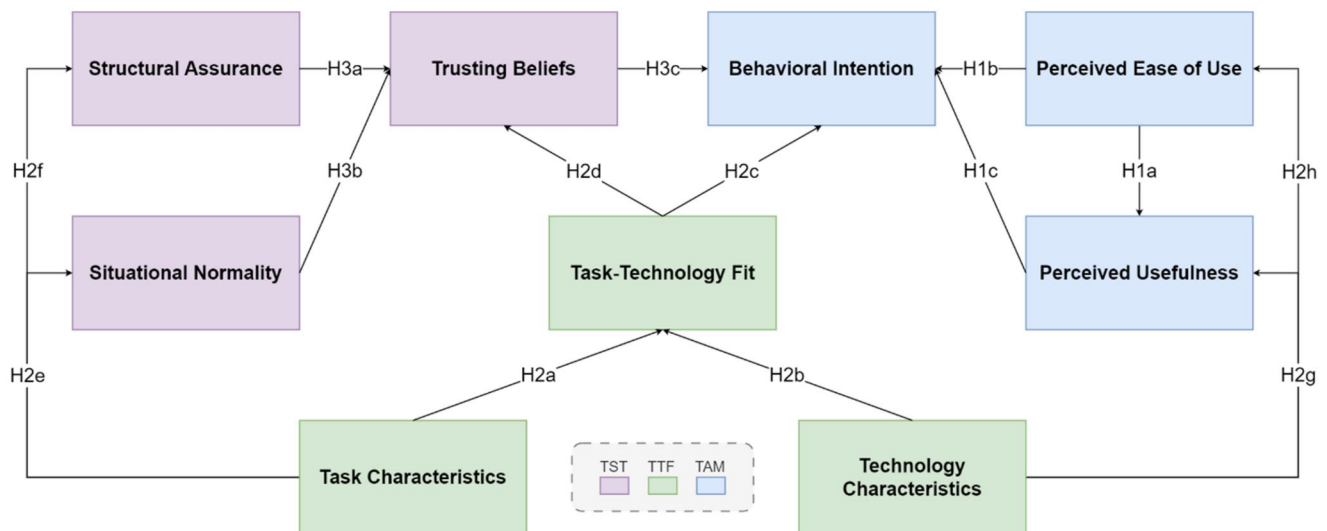 Structural Assurance
H3a
Trusting Beliefs
H3c
Behavioral Intention
H1b
Perceived Ease of Use
H2f
H3b
H2d
H2c
H1c
H1a
H2h
Situational Normality
Task-Technology Fit
Perceived Usefulness
H2e
H2a
H2b
H2g
Task Characteristics
TST
TTF
TAM
Technology
Characteristics